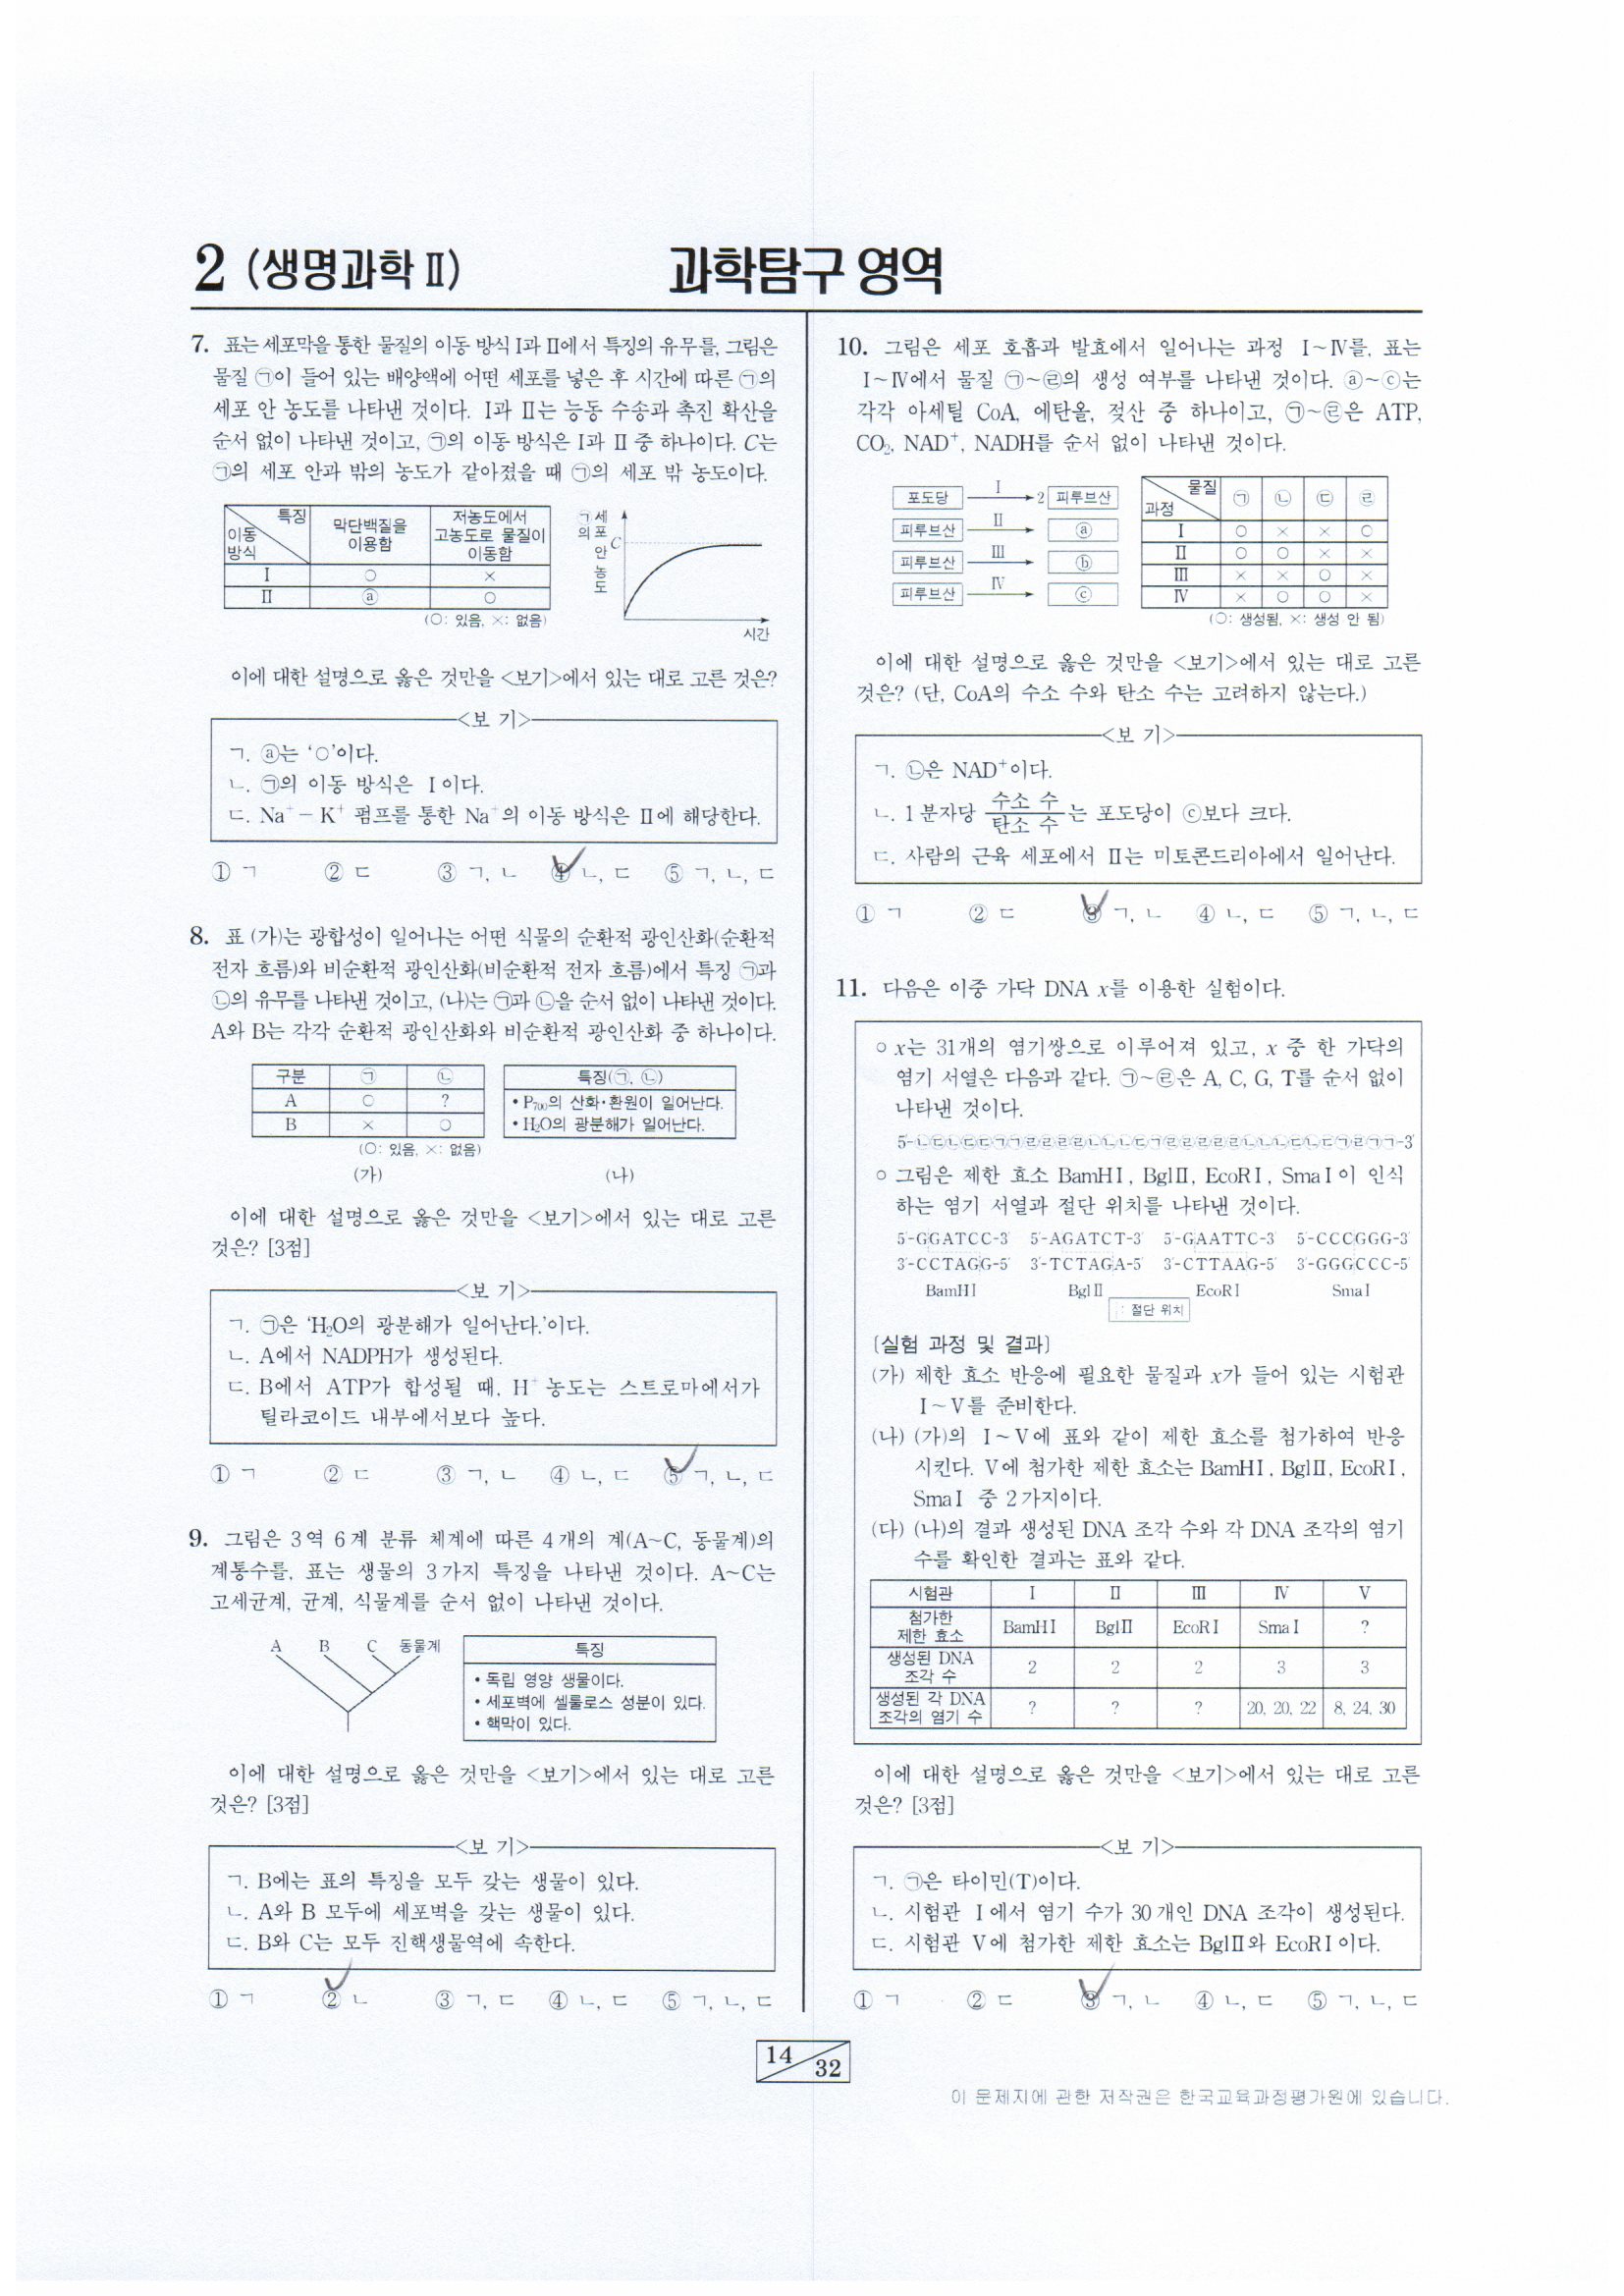 2 (생명과학Ⅱ)
과학탐구 영역
7. 표는 세포막을 통한 물질의 이동 방식 Ⅰ과 Ⅱ에서 특징의 유무를, 그림은
물질 ㉠이 들어 있는 배양액에 어떤 세포를 넣은 후 시간에 따른 ㉠의
세포 안 농도를 나타낸 것이다. Ⅰ과 Ⅱ는 능동 수송과 촉진 확산을
순서 없이 나타낸 것이고, ㉠의 이동 방식은 Ⅰ과 Ⅱ 중 하나이다. C는
㉠의 세포 안과 밖의 농도가 같아졌을 때 ㉠의 세포 밖 농도이다.
특징
이동 방식
막단백질을 이용함
저농도에서 고농도로 물질이 이동함
Ⅰ ○ ×
Ⅱ ⓐ ○
(○: 있음, ×: 없음)
㉠의 세포 안 농도
C
시간
이에 대한 설명으로 옳은 것만을 <보기>에서 있는 대로 고른 것은?
<보 기>
ㄱ. ⓐ는 ‘○’이다.
ㄴ. ㉠의 이동 방식은 Ⅰ이다.
ㄷ. Na⁺ - K⁺ 펌프를 통한 Na⁺의 이동 방식은 Ⅱ에 해당한다.
① ㄱ ② ㄷ ③ ㄱ, ㄴ ④ ㄴ, ㄷ ⑤ ㄱ, ㄴ, ㄷ
8. 표 (가)는 광합성이 일어나는 어떤 식물의 순환적 광인산화(순환적
전자 흐름)와 비순환적 광인산화(비순환적 전자 흐름)에서 특징 ㉠과
㉡의 유무를 나타낸 것이고, (나)는 ㉠과 ㉡을 순서 없이 나타낸 것이다.
A와 B는 각각 순환적 광인산화와 비순환적 광인산화 중 하나이다.
구분 ㉠ ㉡
A ○ ?
B × ○
(○: 있음, ×: 없음)
(가)
특징(㉠, ㉡)
• P₇₀₀의 산화·환원이 일어난다.
• H₂O의 광분해가 일어난다.
(나)
이에 대한 설명으로 옳은 것만을 <보기>에서 있는 대로 고른
것은? [3점]
<보 기>
ㄱ. ㉠은 ‘H₂O의 광분해가 일어난다.’이다.
ㄴ. A에서 NADPH가 생성된다.
ㄷ. B에서 ATP가 합성될 때, H⁺ 농도는 스트로마에서가
틸라코이드 내부에서보다 높다.
① ㄱ ② ㄷ ③ ㄱ, ㄴ ④ ㄴ, ㄷ ⑤ ㄱ, ㄴ, ㄷ
9. 그림은 3역 6계 분류 체계에 따른 4개의 계(A~C, 동물계)의
계통수를, 표는 생물의 3가지 특징을 나타낸 것이다. A~C는
고세균계, 균계, 식물계를 순서 없이 나타낸 것이다.
A B C 동물계
특징
• 독립 영양 생물이다.
• 세포벽에 셀룰로스 성분이 있다.
• 핵막이 있다.
이에 대한 설명으로 옳은 것만을 <보기>에서 있는 대로 고른
것은? [3점]
<보 기>
ㄱ. B에는 표의 특징을 모두 갖는 생물이 있다.
ㄴ. A와 B 모두에 세포벽을 갖는 생물이 있다.
ㄷ. B와 C는 모두 진핵생물역에 속한다.
① ㄱ ② ㄴ ③ ㄱ, ㄷ ④ ㄴ, ㄷ ⑤ ㄱ, ㄴ, ㄷ
10. 그림은 세포 호흡과 발효에서 일어나는 과정 Ⅰ~Ⅳ를, 표는
Ⅰ~Ⅳ에서 물질 ㉠~㉣의 생성 여부를 나타낸 것이다. ⓐ~ⓒ는
각각 아세틸 CoA, 에탄올, 젖산 중 하나이고, ㉠~㉣은 ATP,
CO₂, NAD⁺, NADH를 순서 없이 나타낸 것이다.
포도당 Ⅰ 2 피루브산
피루브산 Ⅱ ⓐ
피루브산 Ⅲ ⓑ
피루브산 Ⅳ ⓒ
물질
과정
㉠ ㉡ ㉢ ㉣
Ⅰ ○ × × ○
Ⅱ ○ ○ × ×
Ⅲ × × ○ ×
Ⅳ × ○ ○ ×
(○: 생성됨, ×: 생성 안 됨)
이에 대한 설명으로 옳은 것만을 <보기>에서 있는 대로 고른
것은? (단, CoA의 수소 수와 탄소 수는 고려하지 않는다.)
<보 기>
ㄱ. ㉡은 NAD⁺이다.
ㄴ. 1분자당 수소 수/탄소 수 는 포도당이 ⓒ보다 크다.
ㄷ. 사람의 근육 세포에서 Ⅱ는 미토콘드리아에서 일어난다.
① ㄱ ② ㄷ ③ ㄱ, ㄴ ④ ㄴ, ㄷ ⑤ ㄱ, ㄴ, ㄷ
11. 다음은 이중 가닥 DNA x를 이용한 실험이다.
○ x는 31개의 염기쌍으로 이루어져 있고, x 중 한 가닥의
염기 서열은 다음과 같다. ㉠~㉣은 A, C, G, T를 순서 없이
나타낸 것이다.
○ 그림은 제한 효소 BamHⅠ, BglⅡ, EcoRⅠ, SmaⅠ이 인식
하는 염기 서열과 절단 위치를 나타낸 것이다.
5′-GGATCC-3′ 5′-AGATCT-3′ 5′-GAATTC-3′ 5′-CCCGGG-3′
3′-CCTAGG-5′ 3′-TCTAGA-5′ 3′-CTTAAG-5′ 3′-GGGCCC-5′
BamHⅠ BglⅡ EcoRⅠ SmaⅠ
: 절단 위치
[실험 과정 및 결과]
(가) 제한 효소 반응에 필요한 물질과 x가 들어 있는 시험관
Ⅰ~Ⅴ를 준비한다.
(나) (가)의 Ⅰ~Ⅴ에 표와 같이 제한 효소를 첨가하여 반응
시킨다. Ⅴ에 첨가한 제한 효소는 BamHⅠ, BglⅡ, EcoRⅠ,
SmaⅠ 중 2가지이다.
(다) (나)의 결과 생성된 DNA 조각 수와 각 DNA 조각의 염기
수를 확인한 결과는 표와 같다.
시험관 Ⅰ Ⅱ Ⅲ Ⅳ Ⅴ
첨가한 제한 효소 BamHⅠ BglⅡ EcoRⅠ SmaⅠ ?
생성된 DNA 조각 수 2 2 2 3 3
생성된 각 DNA 조각의 염기 수 ? ? ? 20, 20, 22 8, 24, 30
이에 대한 설명으로 옳은 것만을 <보기>에서 있는 대로 고른
것은? [3점]
<보 기>
ㄱ. ㉠은 타이민(T)이다.
ㄴ. 시험관 Ⅰ에서 염기 수가 30개인 DNA 조각이 생성된다.
ㄷ. 시험관 Ⅴ에 첨가한 제한 효소는 BglⅡ와 EcoRⅠ이다.
① ㄱ ② ㄷ ③ ㄱ, ㄴ ④ ㄴ, ㄷ ⑤ ㄱ, ㄴ, ㄷ
14 32
이 문제지에 관한 저작권은 한국교육과정평가원에 있습니다.